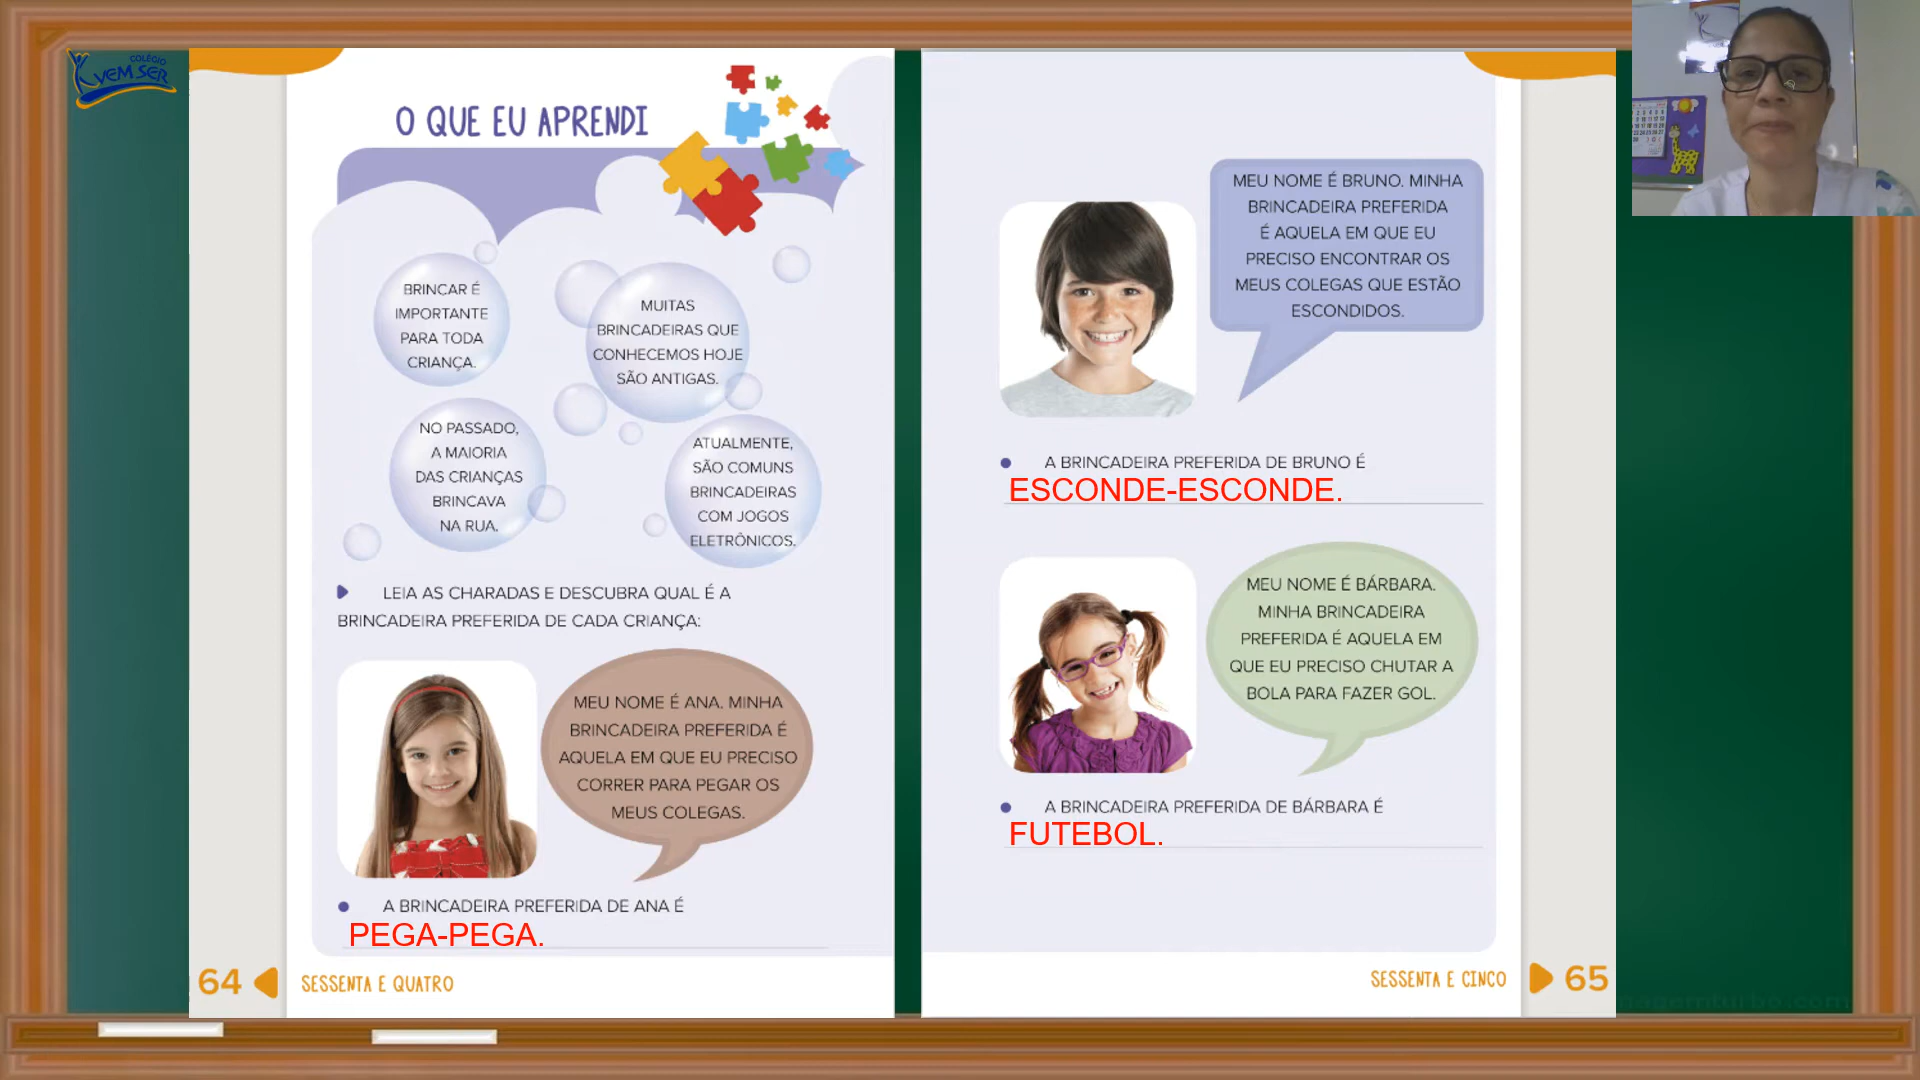 COLÉGIO
VEM SER
O QUE EU APRENDI
BRINCAR É
IMPORTANTE
PARA TODA
CRIANÇA.
MUITAS
BRINCADEIRAS QUE
CONHECEMOS HOJE
SÃO ANTIGAS.
NO PASSADO,
A MAIORIA
DAS CRIANÇAS
BRINCAVA
NA RUA.
ATUALMENTE,
SÃO COMUNS
BRINCADEIRAS
COM JOGOS
ELETRÔNICOS.
LEIA AS CHARADAS E DESCUBRA QUAL É A
BRINCADEIRA PREFERIDA DE CADA CRIANÇA:
MEU NOME É ANA. MINHA
BRINCADEIRA PREFERIDA É
AQUELA EM QUE EU PRECISO
CORRER PARA PEGAR OS
MEUS COLEGAS.
A BRINCADEIRA PREFERIDA DE ANA É
PEGA-PEGA.
64
SESSENTA E QUATRO
MEU NOME É BRUNO. MINHA
BRINCADEIRA PREFERIDA
É AQUELA EM QUE EU
PRECISO ENCONTRAR OS
MEUS COLEGAS QUE ESTÃO
ESCONDIDOS.
A BRINCADEIRA PREFERIDA DE BRUNO É
ESCONDE-ESCONDE.
MEU NOME É BÁRBARA.
MINHA BRINCADEIRA
PREFERIDA É AQUELA EM
QUE EU PRECISO CHUTAR A
BOLA PARA FAZER GOL.
A BRINCADEIRA PREFERIDA DE BÁRBARA É
FUTEBOL.
SESSENTA E CINCO
65